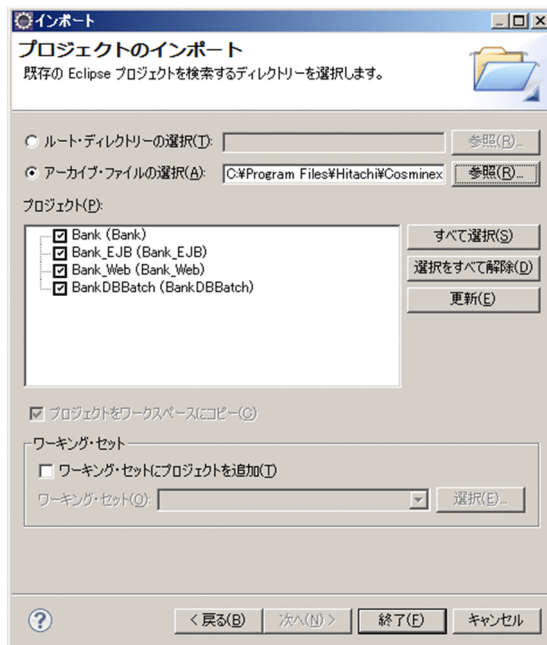 インポート
プロジェクトのインポート
既存の Eclipse プロジェクトを検索するディレクトリーを選択します。
ルート・ディレクトリーの選択(T):
参照(R)...
アーカイブ・ファイルの選択(A):
C:¥Program Files¥Hitachi¥Cosminex
参照(R)...
プロジェクト(P):
Bank (Bank)
Bank_EJB (Bank_EJB)
Bank_Web (Bank_Web)
BankDBBatch (BankDBBatch)
すべて選択(S)
選択をすべて解除(D)
更新(E)
プロジェクトをワークスペースにコピー(C)
ワーキング・セット
ワーキング・セットにプロジェクトを追加(T)
ワーキング・セット(O):
選択(E)...
?
< 戻る(B)
次へ(N) >
終了(F)
キャンセル